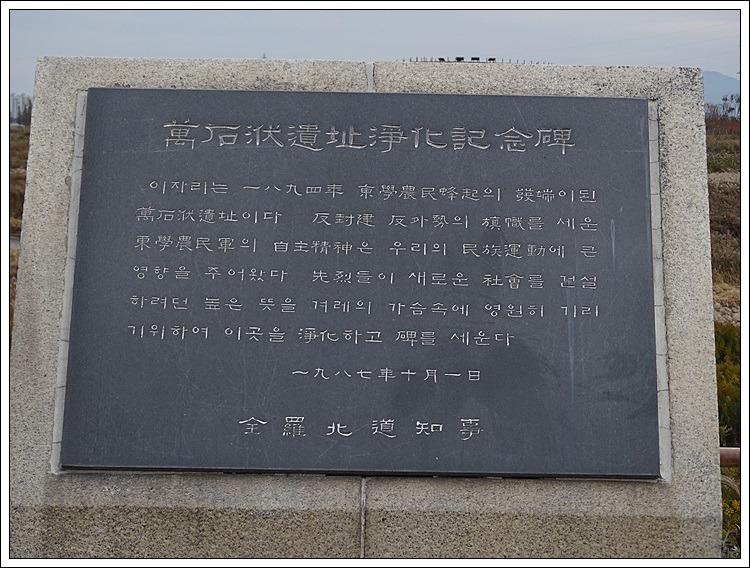 萬石洑遺址淨化記念碑
이자리는 一八九四年 東學農民蜂起의 發端이된
萬石洑遺址이다 反封建 反外勢의 旗幟를 세운
東學農民軍의 自主精神은 우리의 民族運動에 큰
영향을 주어왔다 先烈들이 새로운 社會를 건설
하려던 높은 뜻을 겨레의 가슴속에 영원히 기리
기위하여 이곳을 淨化하고 碑를 세운다
一九八七年十月一日
全羅北道知事